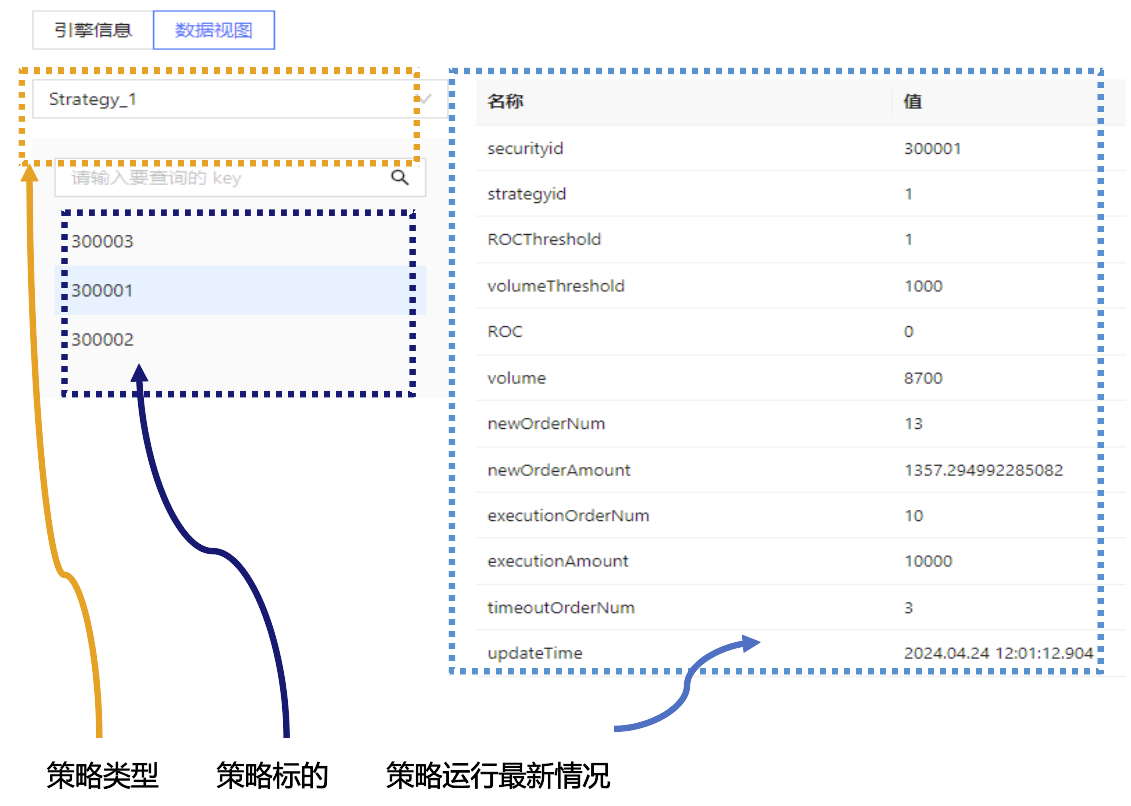 引擎信息 数据视图
Strategy_1
请输入要查询的 key
300003
300001
300002
名称 值
securityid 300001
strategyid 1
ROCThreshold 1
volumeThreshold 1000
ROC 0
volume 8700
newOrderNum 13
newOrderAmount 1357.294992285082
executionOrderNum 10
executionAmount 10000
timeoutOrderNum 3
updateTime 2024.04.24 12:01:12.904
策略类型 策略标的 策略运行最新情况